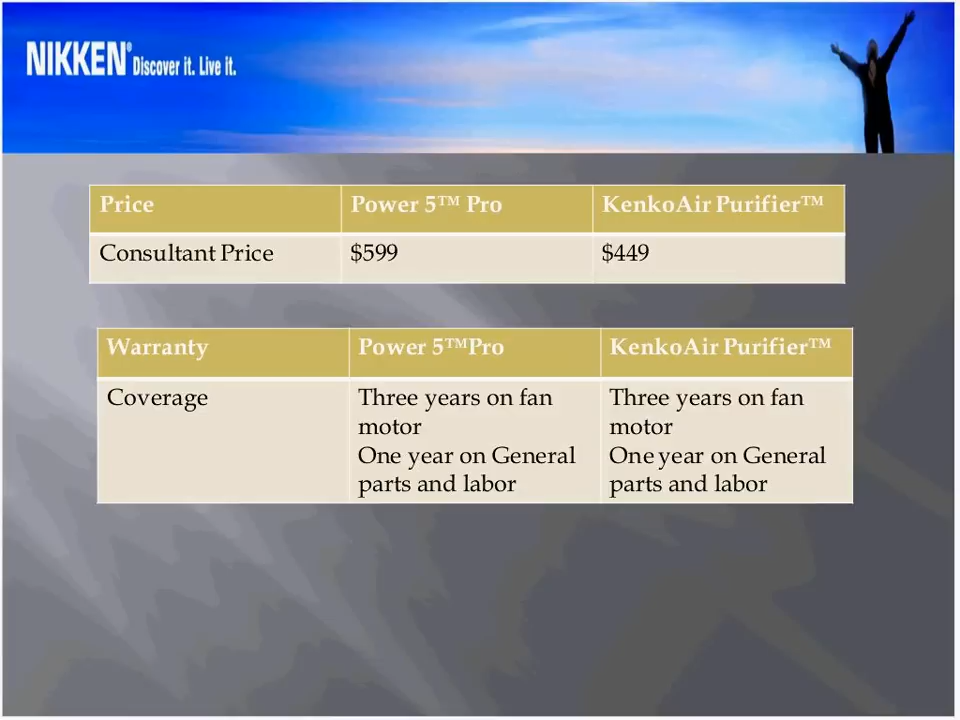 NIKKEN® Discover it. Live it.
Price Power 5™ Pro KenkoAir Purifier™
Consultant Price $599 $449
Warranty Power 5™Pro KenkoAir Purifier™
Coverage Three years on fan Three years on fan
motor motor
One year on General One year on General
parts and labor parts and labor